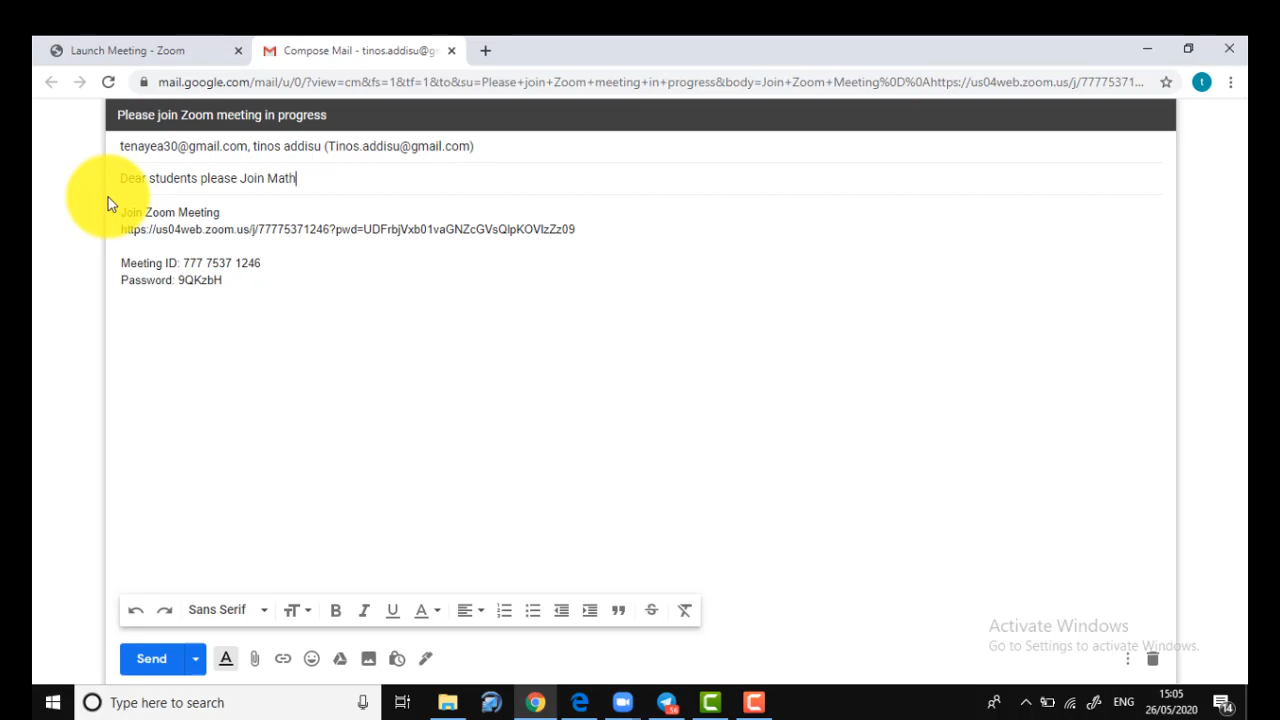 Launch Meeting - Zoom
Compose Mail - tinos.addisu@g
mail.google.com/mail/u/0/?view=cm&fs=1&tf=1&to&su=Please+join+Zoom+meeting+in+progress&body=Join+Zoom+Meeting%0D%0Ahttps://us04web.zoom.us/j/7777537 1...
t
Please join Zoom meeting in progress
tenayea30@gmail.com, tinos addisu (Tinos.addisu@gmail.com)
Dear students please Join Math
Join Zoom Meeting
https://us04web.zoom.us/j/77775371246?pwd=UDFrbjVxb01vaGNZcGVsQlpKOVlzZz09
Meeting ID: 777 7537 1246
Password: 9QKzbH
Sans Serif
Send
Activate Windows
Go to Settings to activate Windows.
Type here to search
56
ENG
15:05
26/05/2020
14